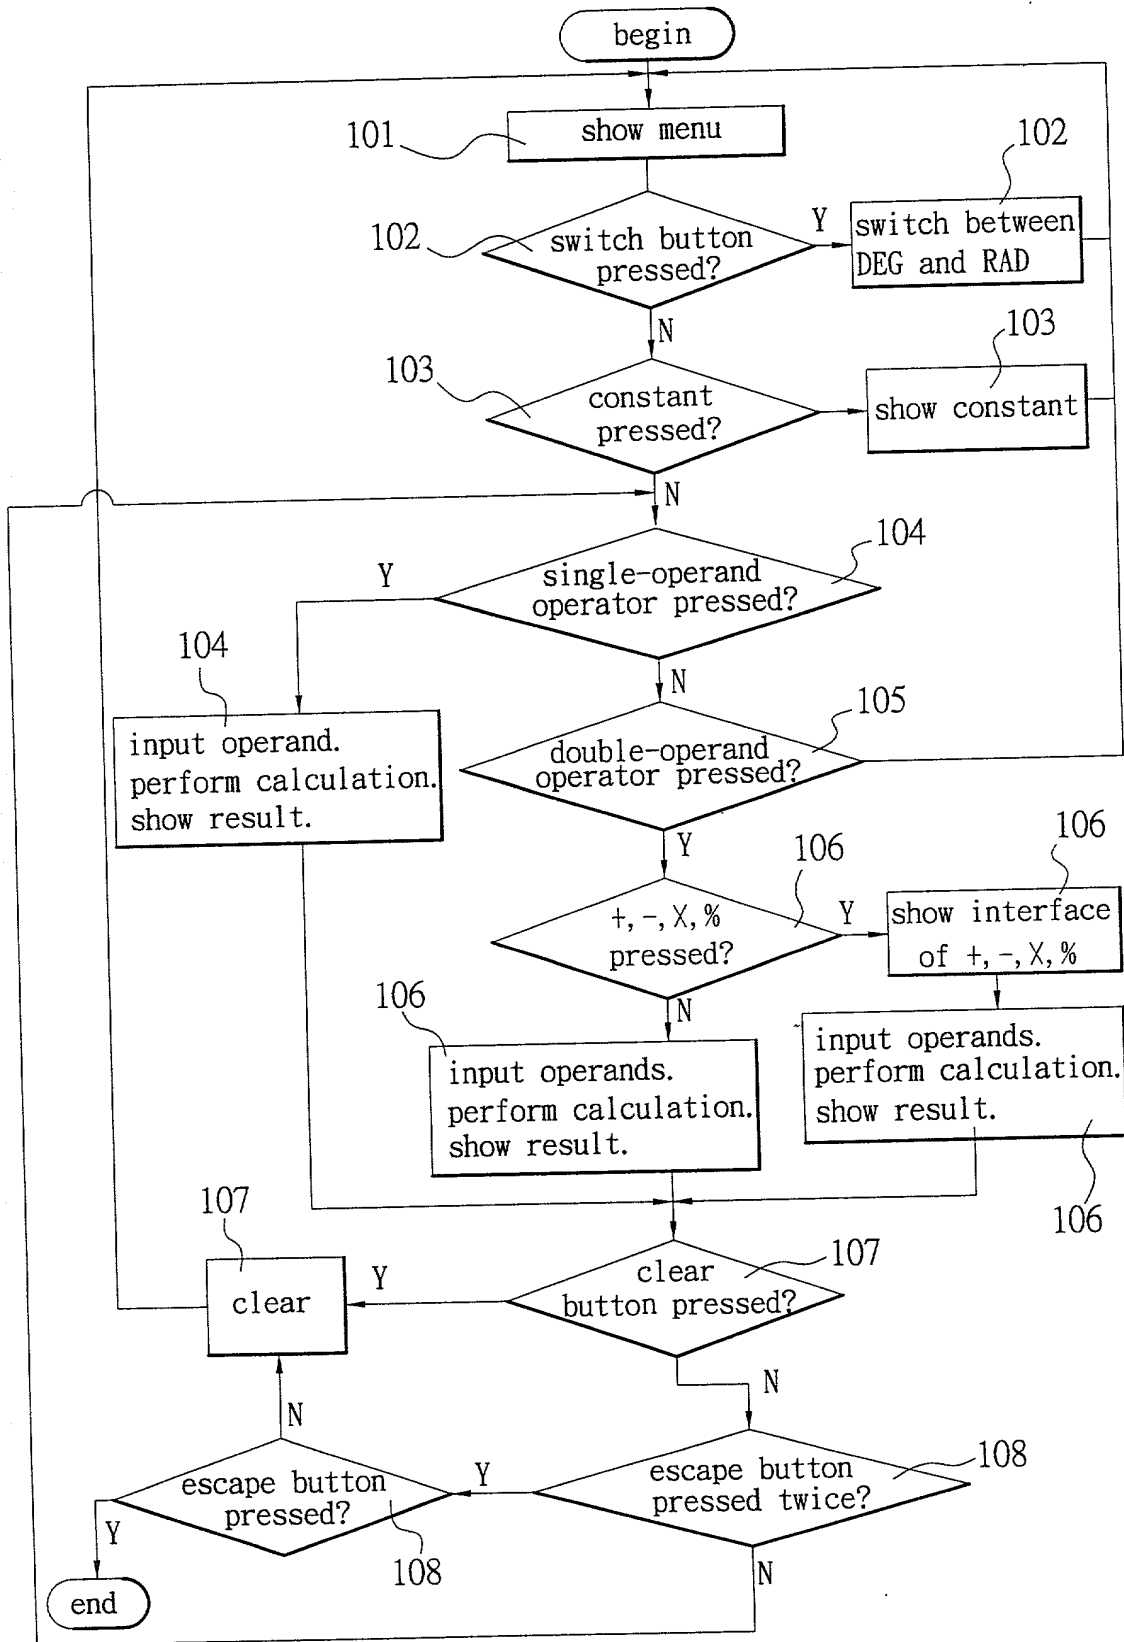 begin
show menu
101
switch button
pressed?
102
Y
switch between
DEG and RAD
102
N
constant
pressed?
103
show constant
103
N
single-operand
operator pressed?
104
Y
104
input operand.
perform calculation.
show result.
N
double-operand
operator pressed?
105
Y
+, -, X, %
pressed?
106
Y
show interface
of +, -, X, %
106
N
106
input operands.
perform calculation.
show result.
input operands.
perform calculation.
show result.
106
clear
button pressed?
107
Y
clear
107
N
N
escape button
pressed twice?
108
Y
escape button
pressed?
108
Y
N
end